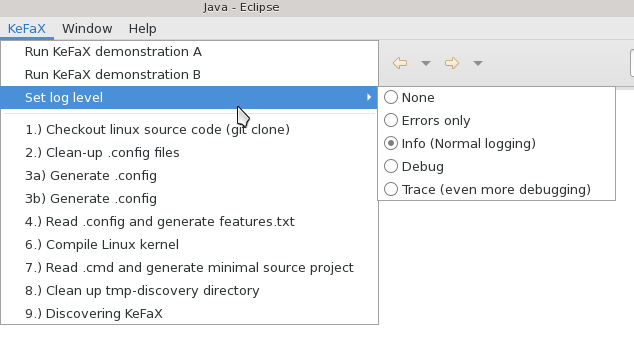 Java - Eclipse
KeFaX Window Help
Run KeFaX demonstration A
Run KeFaX demonstration B
Set log level
1.) Checkout linux source code (git clone)
2.) Clean-up .config files
3a) Generate .config
3b) Generate .config
4.) Read .config and generate features.txt
6.) Compile Linux kernel
7.) Read .cmd and generate minimal source project
8.) Clean up tmp-discovery directory
9.) Discovering KeFaX
None
Errors only
Info (Normal logging)
Debug
Trace (even more debugging)